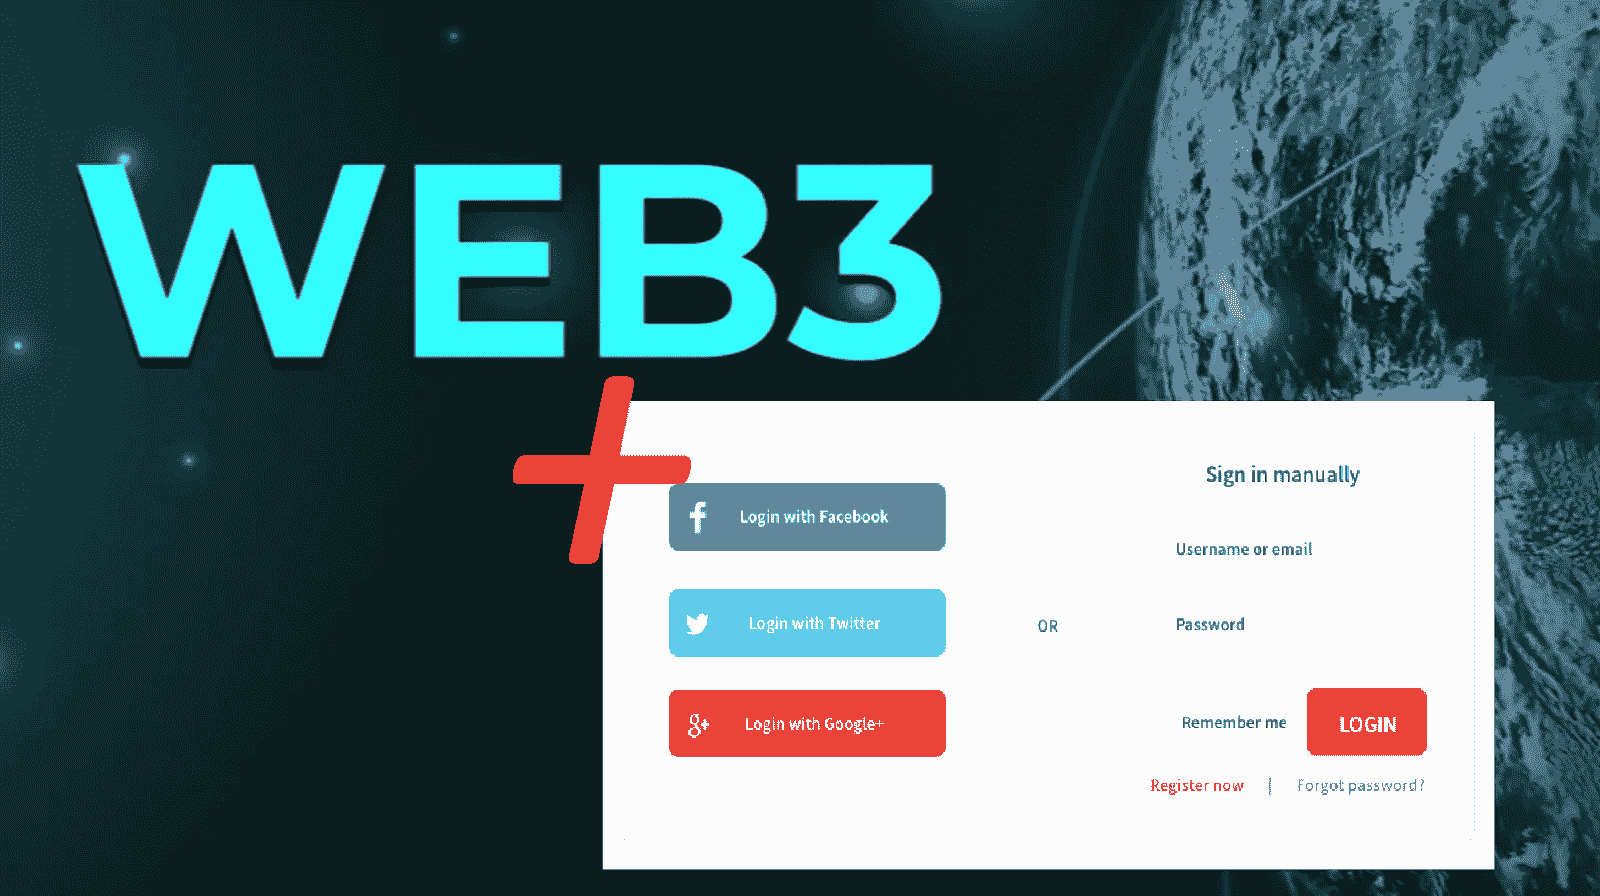 WEB3
Login with Facebook
Login with Twitter
g+ Login with Google+
OR
Sign in manually
Username or email
Password
Remember me
LOGIN
Register now | Forgot password?